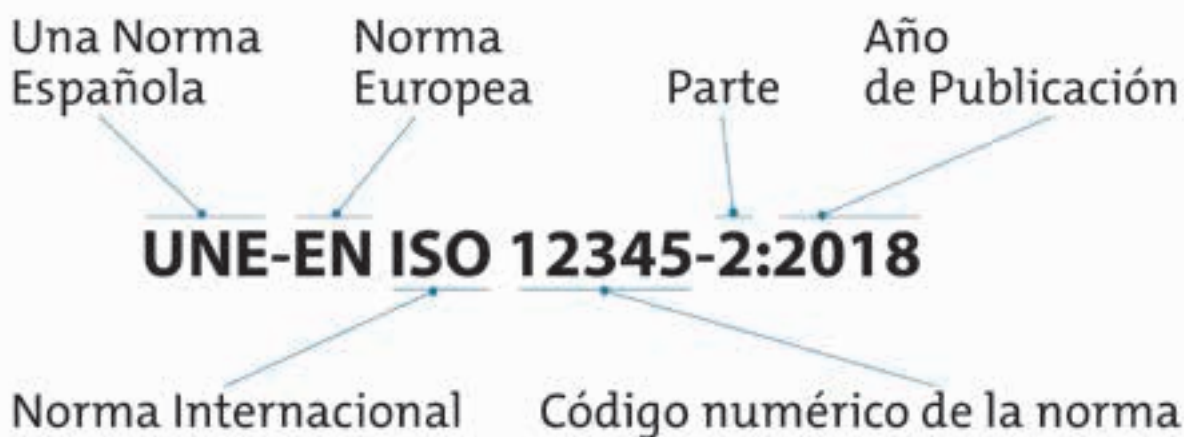 Una Norma
Española
Norma
Europea
Parte
Año
de Publicación
UNE-EN ISO 12345-2:2018
Norma Internacional
Código numérico de la norma